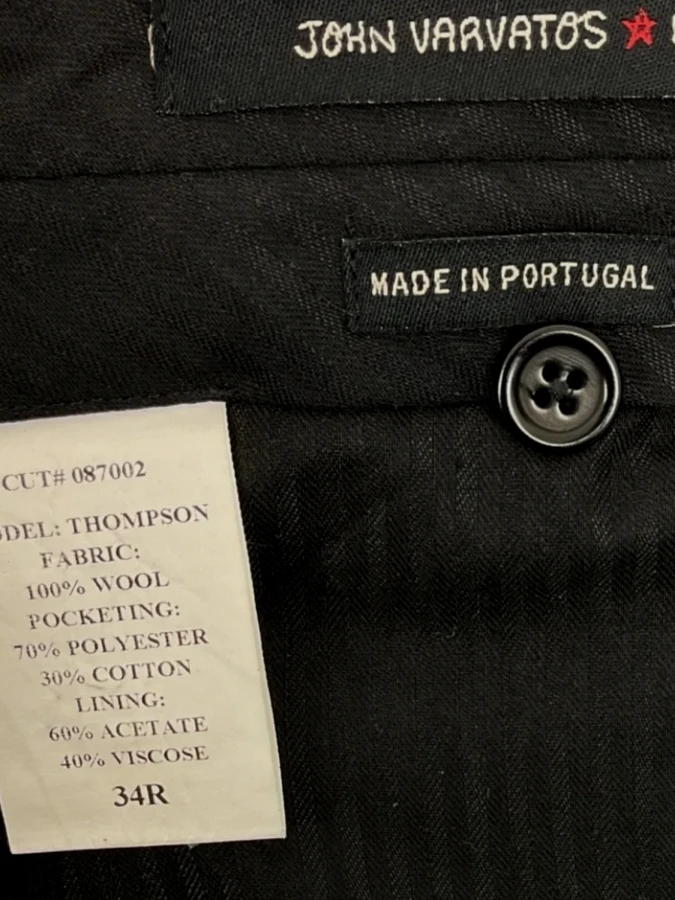 JOHN VARVATOS
MADE IN PORTUGAL
CUT# 087002
DEL: THOMPSON
FABRIC:
100% WOOL
POCKETING:
70% POLYESTER
30% COTTON
LINING:
60% ACETATE
40% VISCOSE
34R